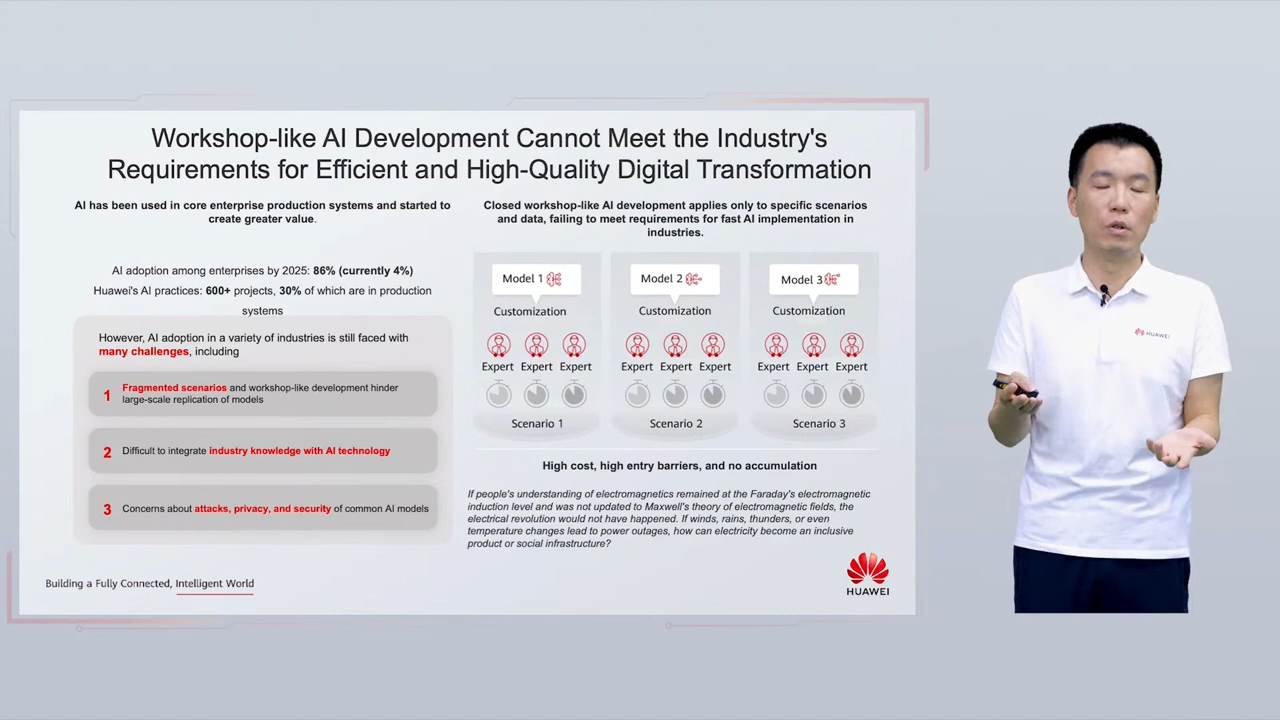 Workshop-like AI Development Cannot Meet the Industry's
Requirements for Efficient and High-Quality Digital Transformation
AI has been used in core enterprise production systems and started to
create greater value.
AI adoption among enterprises by 2025: 86% (currently 4%)
Huawei's AI practices: 600+ projects, 30% of which are in production
systems
However, AI adoption in a variety of industries is still faced with
many challenges, including
1
Fragmented scenarios and workshop-like development hinder
large-scale replication of models
2 Difficult to integrate industry knowledge with AI technology
3 Concerns about attacks, privacy, and security of common AI models
Closed workshop-like AI development applies only to specific scenarios
and data, failing to meet requirements for fast AI implementation in
industries.
Model 1
Customization
Expert Expert Expert
Scenario 1
Model 2
Customization
Expert Expert Expert
Scenario 2
Model 3
Customization
Expert Expert Expert
Scenario 3
High cost, high entry barriers, and no accumulation
If people's understanding of electromagnetics remained at the Faraday's electromagnetic
induction level and was not updated to Maxwell's theory of electromagnetic fields, the
electrical revolution would not have happened. If winds, rains, thunders, or even
temperature changes lead to power outages, how can electricity become an inclusive
product or social infrastructure?
Building a Fully Connected, Intelligent World
HUAWEI
HUAWEI